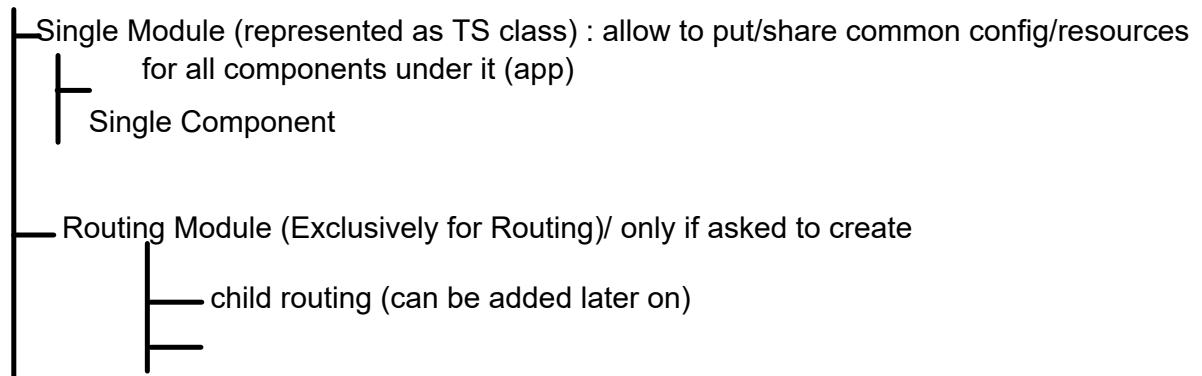 Single Module (represented as TS class) : allow to put/share common config/resources
for all components under it (app)
Single Component
Routing Module (Exclusively for Routing)/ only if asked to create
child routing (can be added later on)